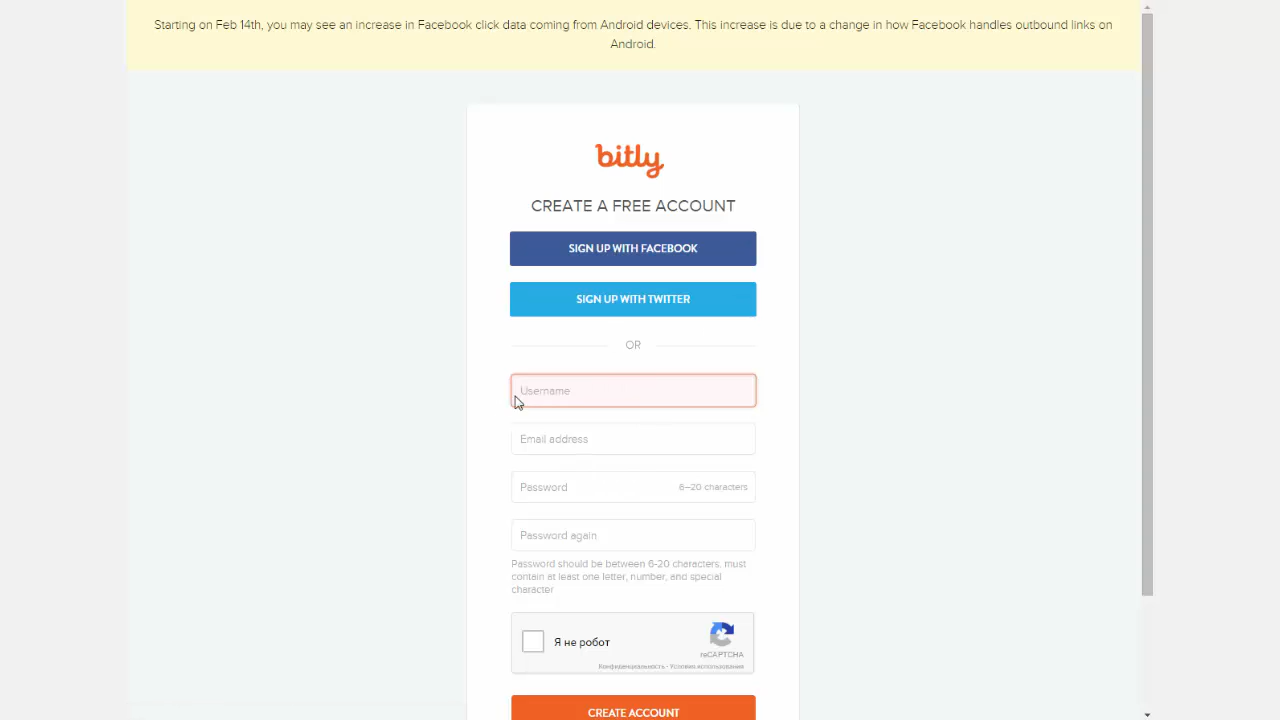 Starting on Feb 14th, you may see an increase in Facebook click data coming from Android devices. This increase is due to a change in how Facebook handles outbound links on
Android.
bitly
CREATE A FREE ACCOUNT
SIGN UP WITH FACEBOOK
SIGN UP WITH TWITTER
OR
Username
Email address
Password 6–20 characters
Password again
Password should be between 6-20 characters, must
contain at least one letter, number, and special
character
Я не робот
reCAPTCHA
Конфиденциальность - Условия использования
CREATE ACCOUNT